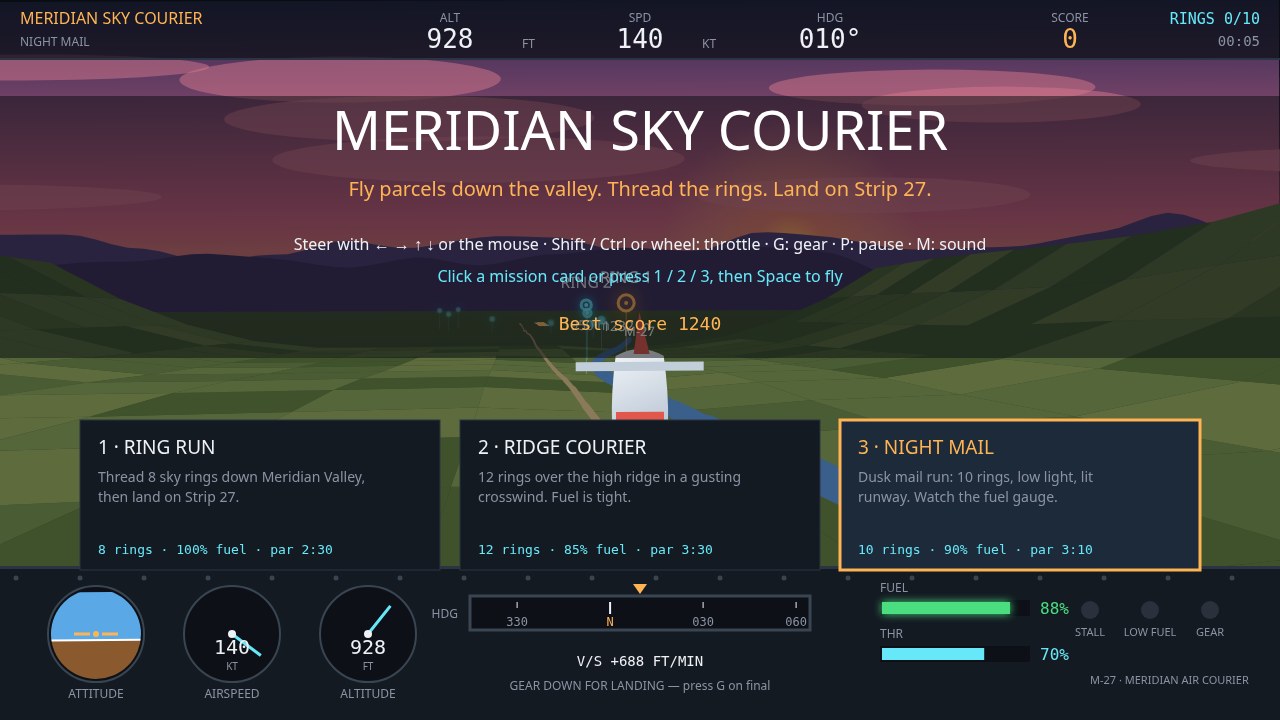 MERIDIAN SKY COURIER
NIGHT MAIL
ALT
928 FT
SPD
140 KT
HDG
010°
SCORE
0
RINGS 0/10
00:05
MERIDIAN SKY COURIER
Fly parcels down the valley. Thread the rings. Land on Strip 27.
Steer with ← → ↑ ↓ or the mouse · Shift / Ctrl or wheel: throttle · G: gear · P: pause · M: sound
Click a mission card or press 1 / 2 / 3, then Space to fly
RING 2
RING 1
Best score 1240
M-27
1 · RING RUN
Thread 8 sky rings down Meridian Valley,
then land on Strip 27.
8 rings · 100% fuel · par 2:30
2 · RIDGE COURIER
12 rings over the high ridge in a gusting
crosswind. Fuel is tight.
12 rings · 85% fuel · par 3:30
3 · NIGHT MAIL
Dusk mail run: 10 rings, low light, lit
runway. Watch the fuel gauge.
10 rings · 90% fuel · par 3:10
ATTITUDE
140
KT
AIRSPEED
928
FT
ALTITUDE
HDG
330 N 030 060
V/S +688 FT/MIN
GEAR DOWN FOR LANDING — press G on final
FUEL
88%
THR
70%
STALL
LOW FUEL
GEAR
M-27 · MERIDIAN AIR COURIER